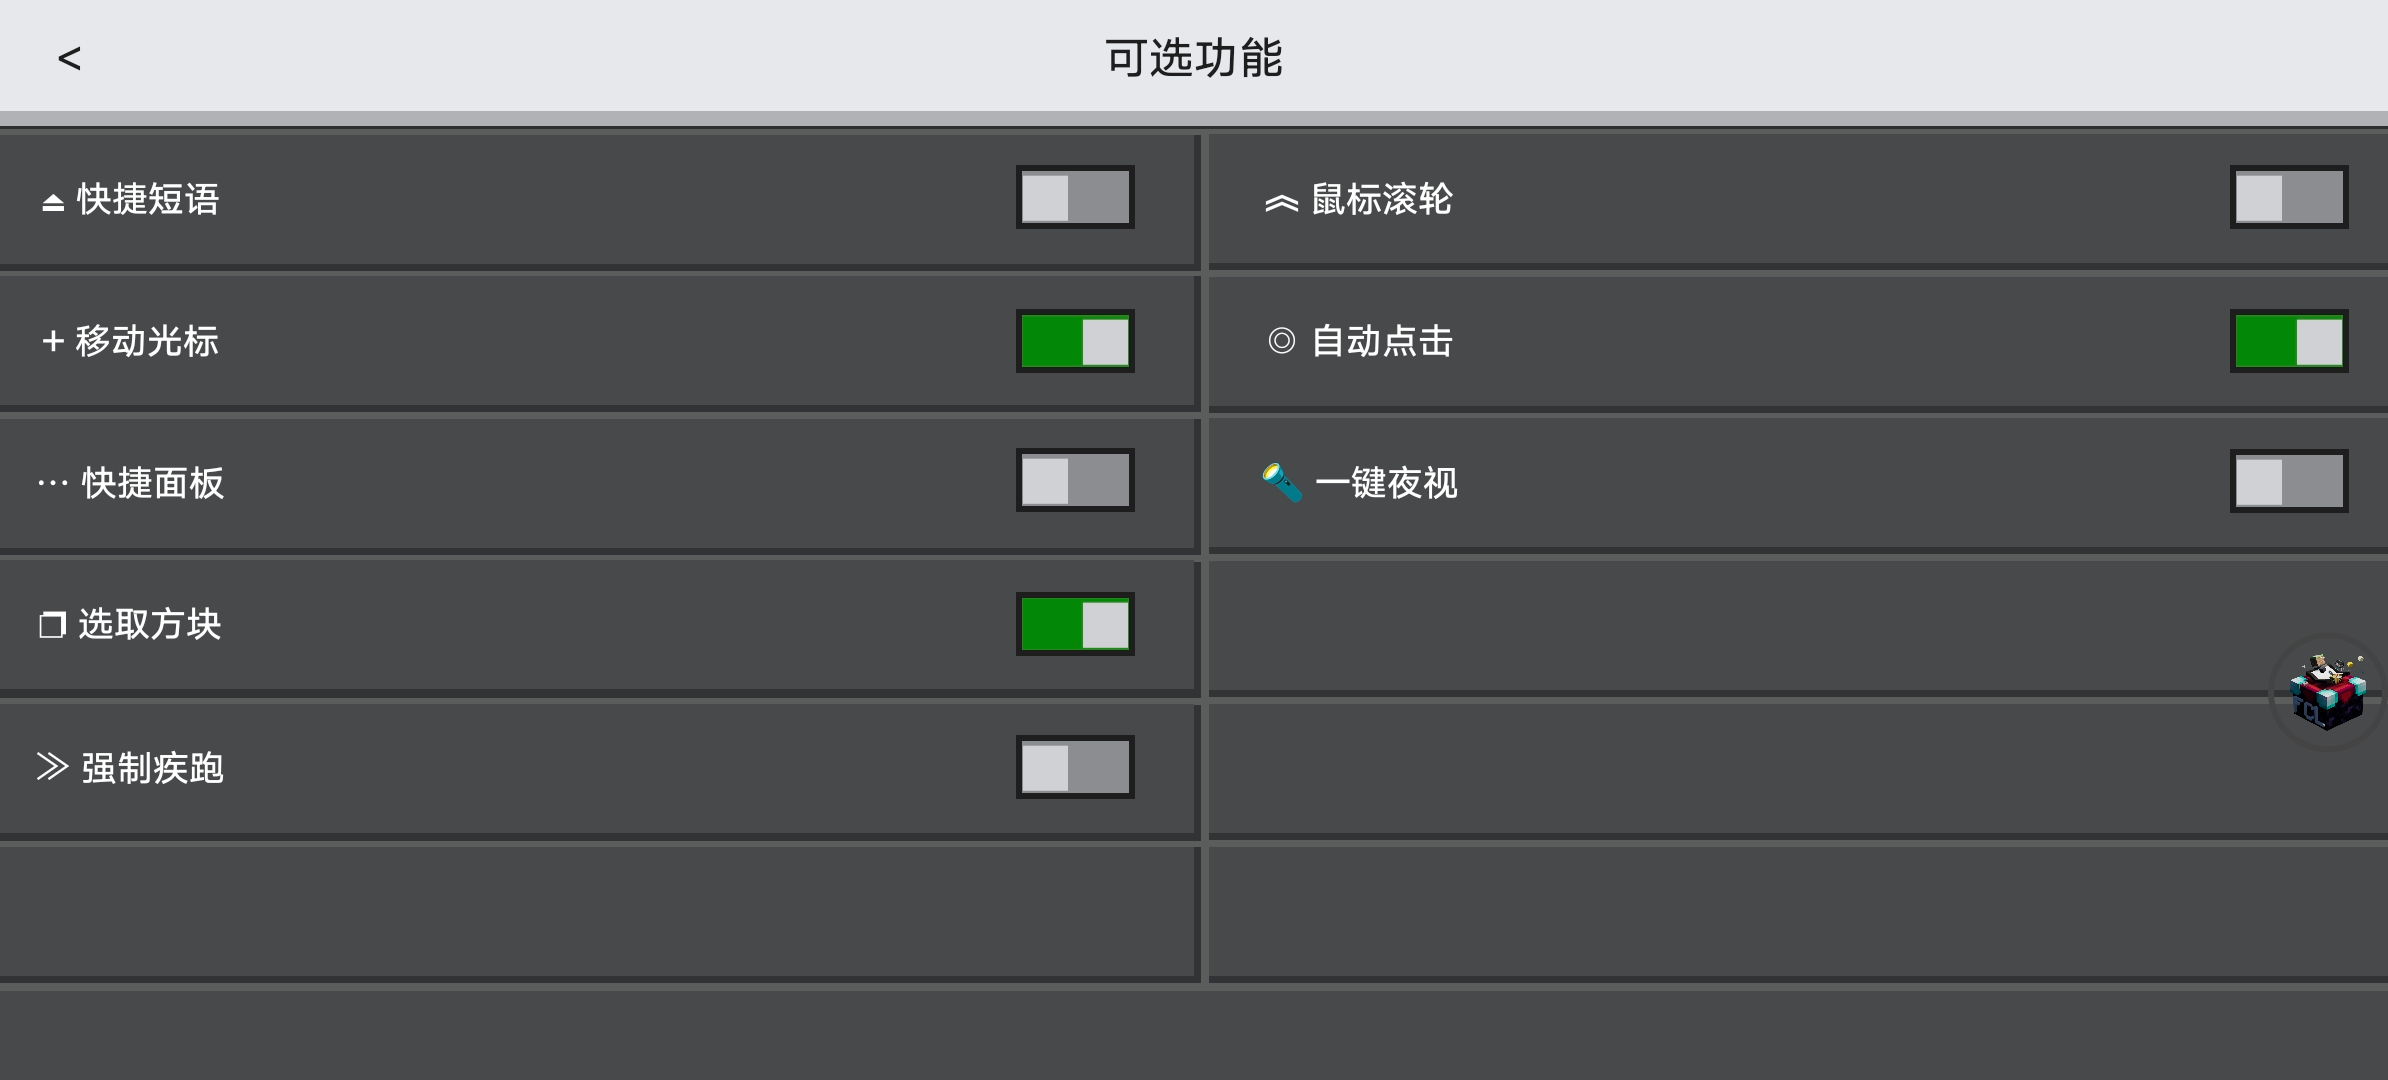 <
可选功能
⏏ 快捷短语
︽ 鼠标滚轮
+ 移动光标
◎ 自动点击
··· 快捷面板
🔦 一键夜视
❐ 选取方块
≫ 强制疾跑
FCL